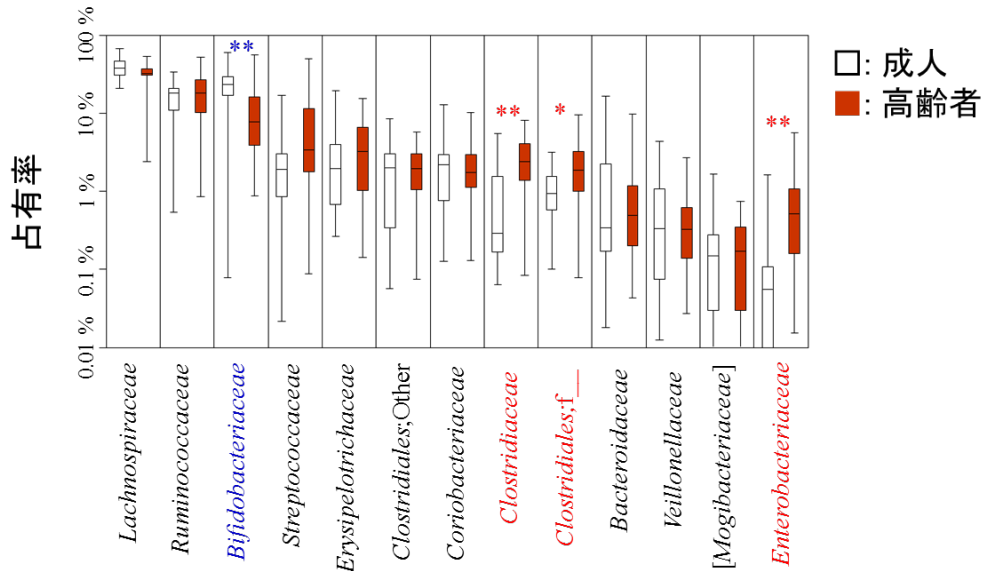 100 %
10 %
1 %
0.1 %
0.01 %
占有率
**
**
*
**
□: 成人
■: 高齢者
Lachnospiraceae
Ruminococcaceae
Bifidobacteriaceae
Streptococcaceae
Erysipelotrichaceae
Clostridiales;Other
Coriobacteriaceae
Clostridiaceae
Clostridiales;f__
Bacteroidaceae
Veillonellaceae
[Mogibacteriaceae]
Enterobacteriaceae